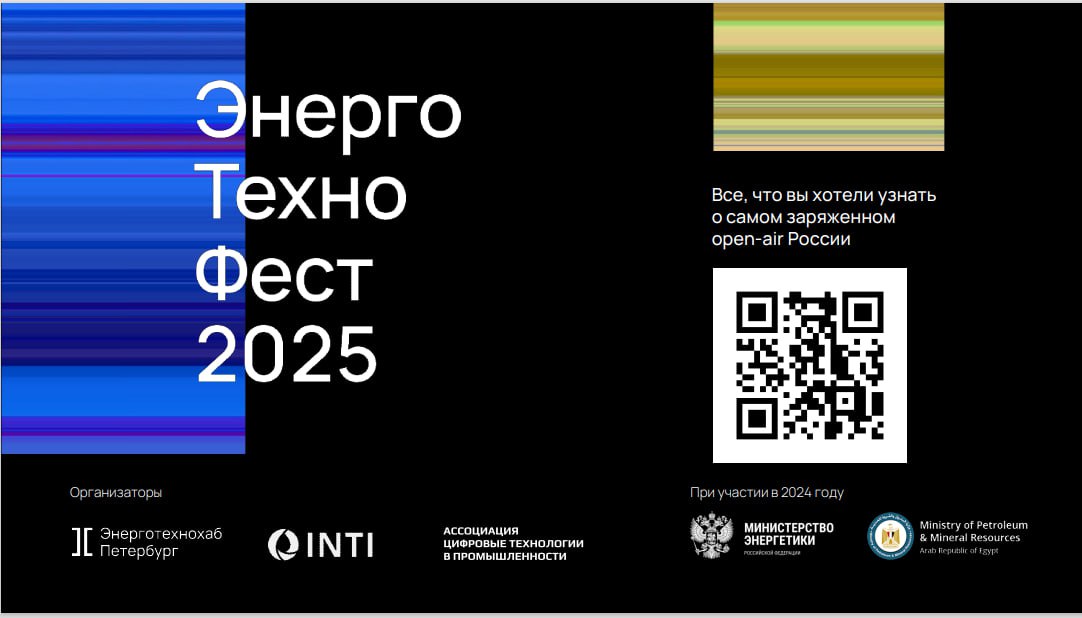 Энерго
Техно
Фест
2025
Все, что вы хотели узнать
о самом заряженном
open-air России
Организаторы
Энерготехнохаб
Петербург
INTI
АССОЦИАЦИЯ
ЦИФРОВЫЕ ТЕХНОЛОГИИ
В ПРОМЫШЛЕННОСТИ
При участии в 2024 году
МИНИСТЕРСТВО
ЭНЕРГЕТИКИ
РОССИЙСКОЙ ФЕДЕРАЦИИ
Ministry of Petroleum
& Mineral Resources
Arab Republic of Egypt